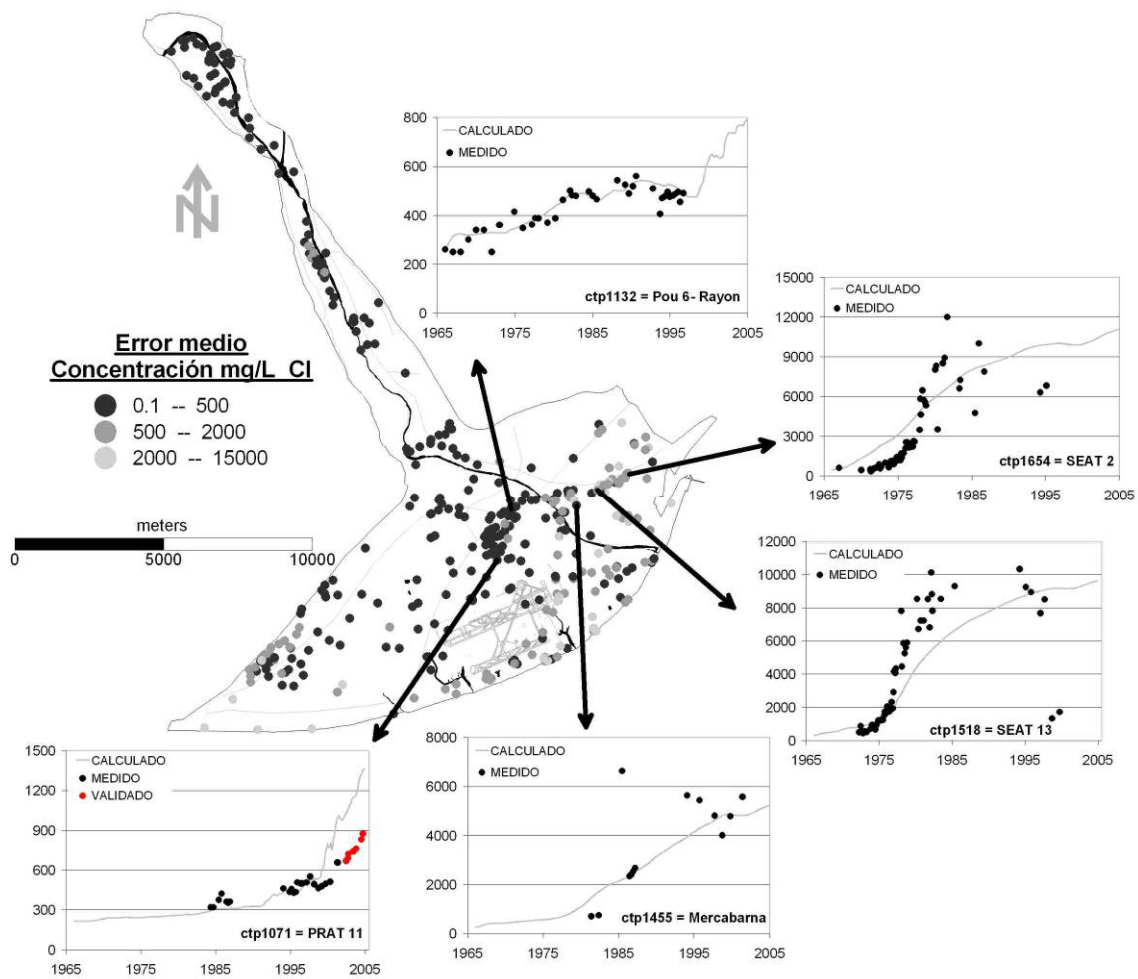 800
600
400
200
0
CALCULADO
MEDIDO
ctp1132 = Pou 6- Rayon
1965 1975 1985 1995 2005
N
Error medio
Concentración mg/L Cl
0.1 -- 500
500 -- 2000
2000 -- 15000
meters
0 5000 10000
15000
12000
9000
6000
3000
0
CALCULADO
MEDIDO
ctp1654 = SEAT 2
1965 1975 1985 1995 2005
12000
10000
8000
6000
4000
2000
0
CALCULADO
MEDIDO
ctp1518 = SEAT 13
1965 1975 1985 1995 2005
1500
1200
900
600
300
0
CALCULADO
MEDIDO
VALIDADO
ctp1071 = PRAT 11
1965 1975 1985 1995 2005
8000
6000
4000
2000
0
CALCULADO
MEDIDO
ctp1455 = Mercabarna
1965 1975 1985 1995 2005